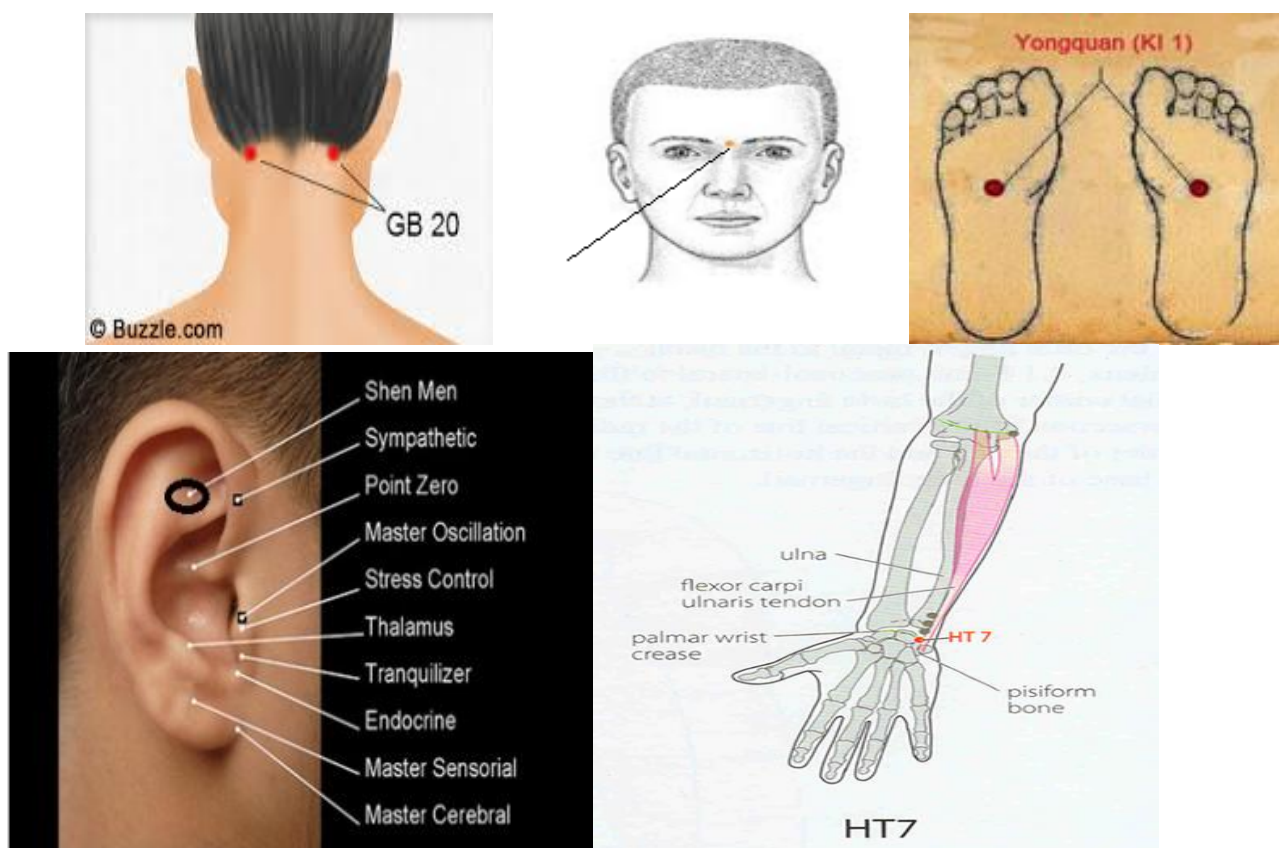 GB 20
© Buzzle.com
Yongquan (KI 1)
Shen Men
Sympathetic
Point Zero
Master Oscillation
Stress Control
Thalamus
Tranquilizer
Endocrine
Master Sensorial
Master Cerebral
ulna
flexor carpi
ulnaris tendon
palmar wrist
crease
HT 7
pisiform
bone
HT7